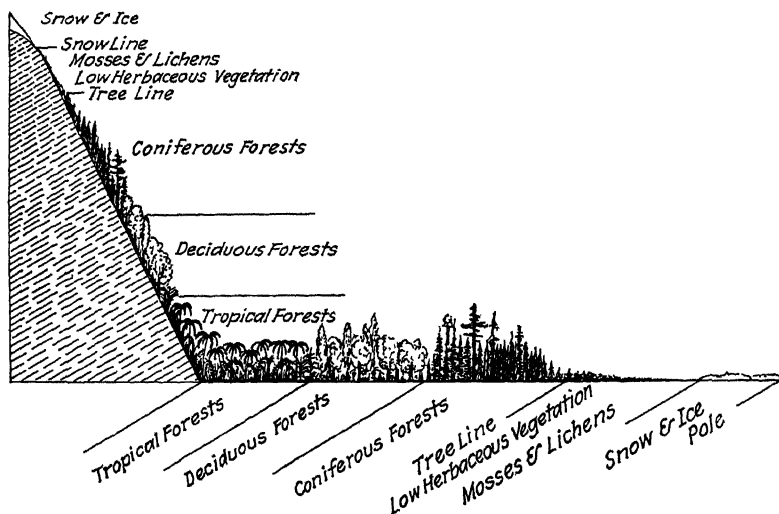 Snow & Ice
Snow Line
Mosses & Lichens
Low Herbaceous Vegetation
Tree Line
Coniferous Forests
Deciduous Forests
Tropical Forests
Tropical Forests
Deciduous Forests
Coniferous Forests
Tree Line
Low Herbaceous Vegetation
Mosses & Lichens
Snow & Ice
Pole